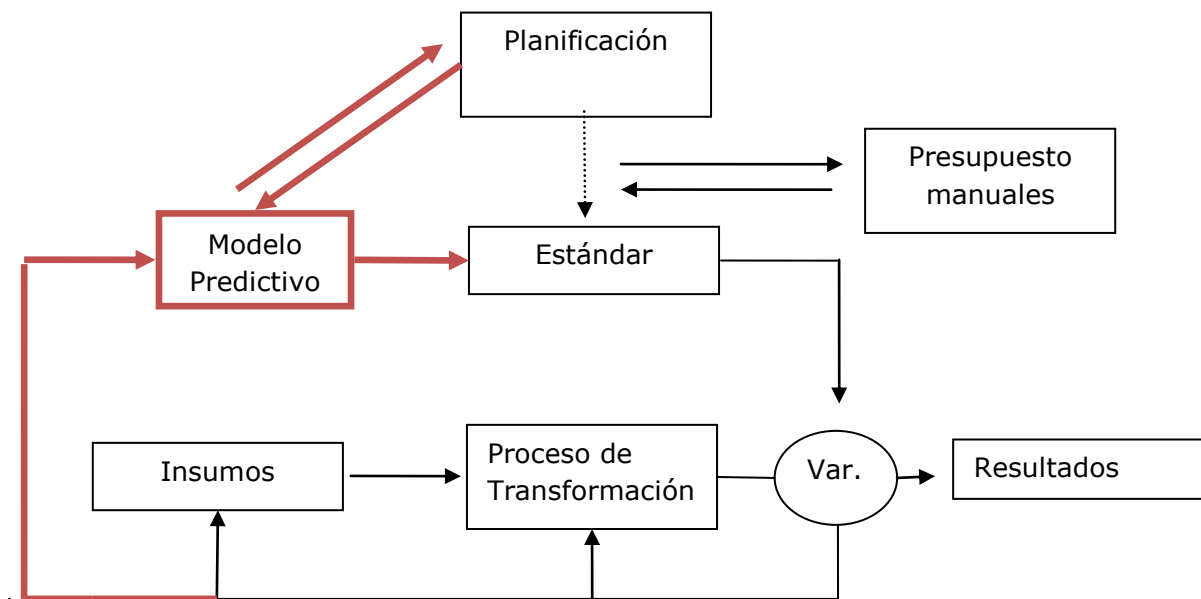 Planificación
Presupuesto
manuales
Modelo
Predictivo
Estándar
Insumos
Proceso de
Transformación
Var.
Resultados